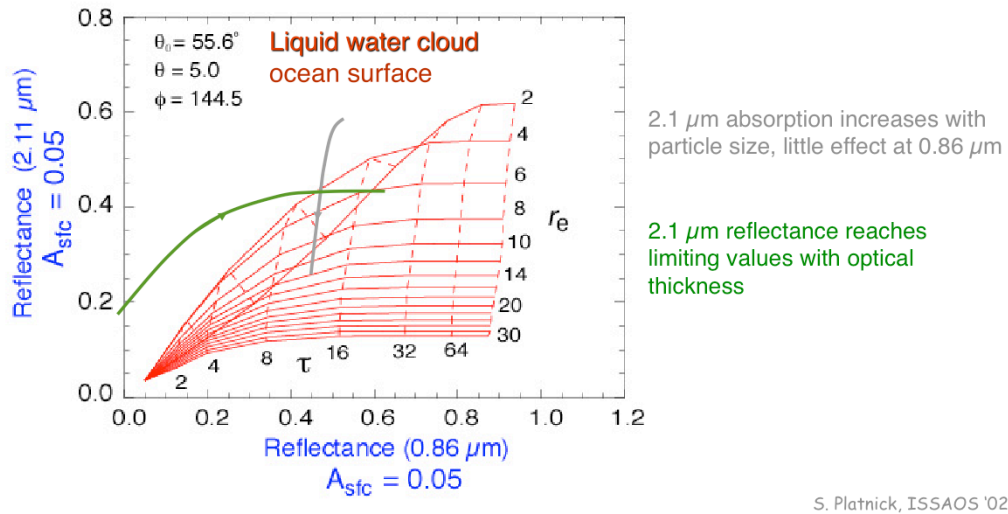 0.8
0.6
0.4
0.2
0.0
Reflectance (2.11 µm)
A_sfc = 0.05
θ₀ = 55.6°
θ = 5.0
ϕ = 144.5
Liquid water cloud
ocean surface
2
4
6
8
10
14
20
30
r_e
2
4
8
τ
16
32
64
0.0
0.2
0.4
0.6
0.8
1.0
1.2
Reflectance (0.86 µm)
A_sfc = 0.05
2.1 µm absorption increases with
particle size, little effect at 0.86 µm
2.1 µm reflectance reaches
limiting values with optical
thickness
S. Platnick, ISSAOS '02